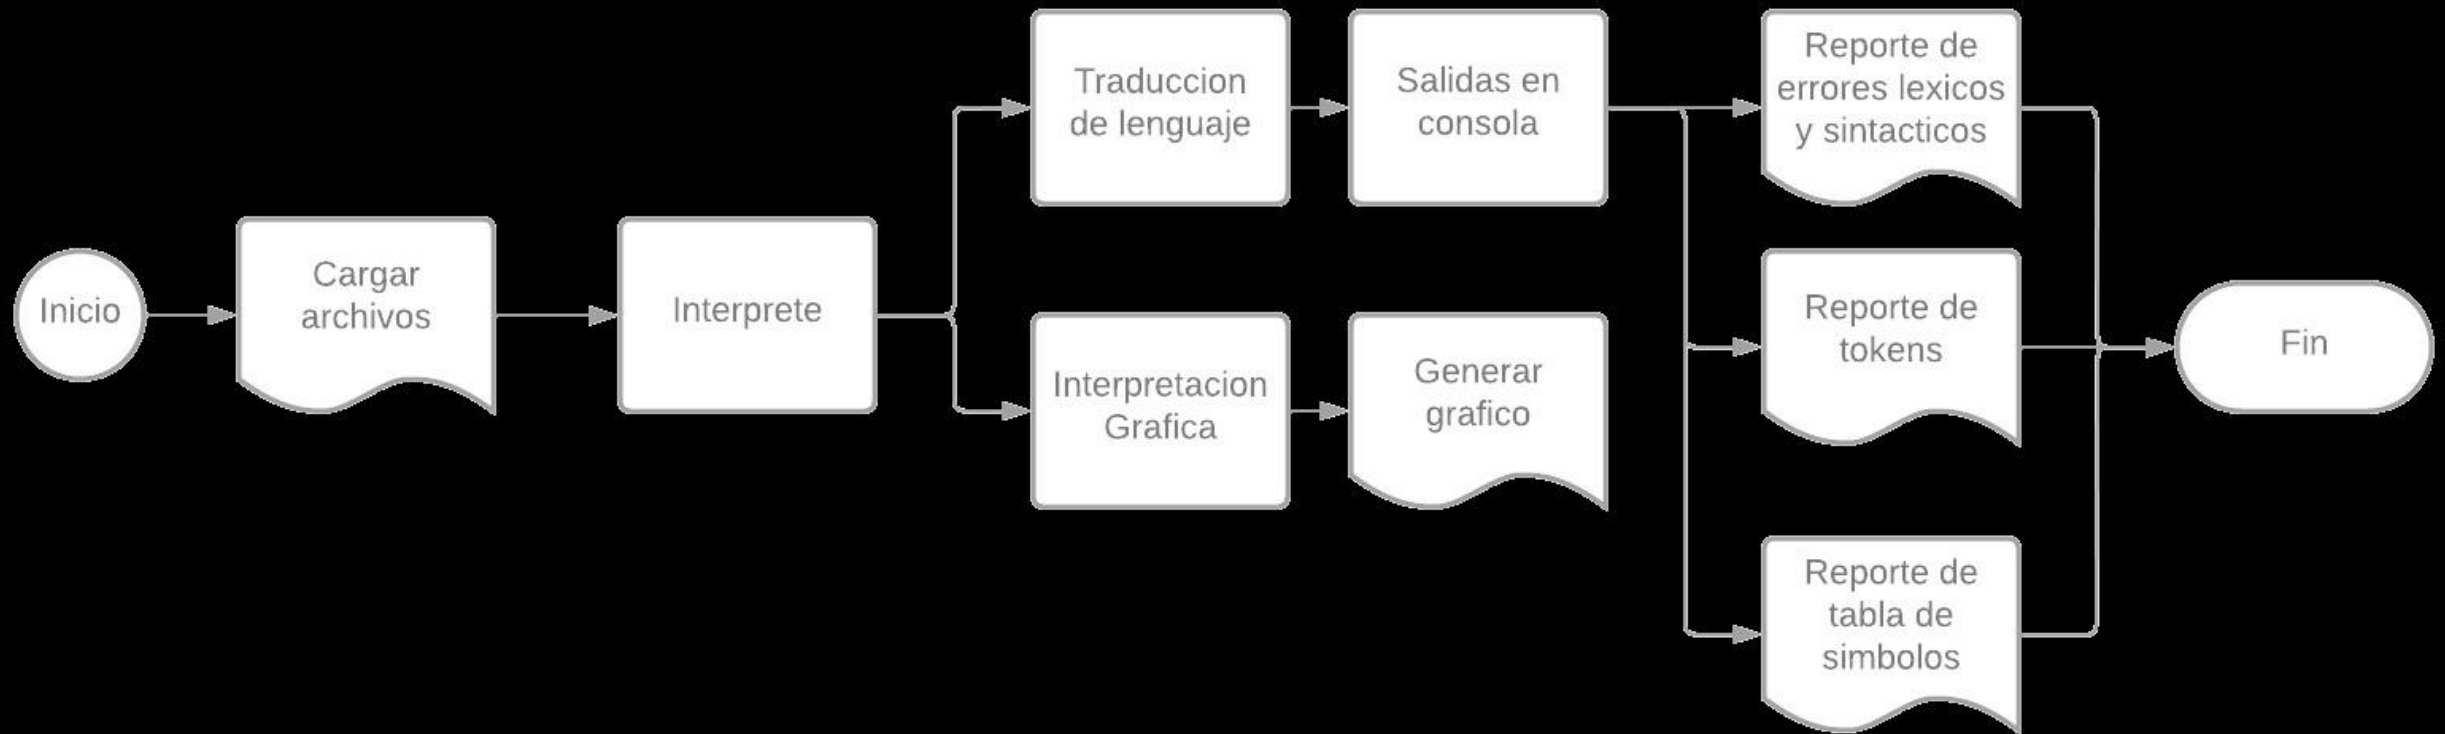 Inicio
Cargar
archivos
Interprete
Traduccion
de lenguaje
Salidas en
consola
Interpretacion
Grafica
Generar
grafico
Reporte de
errores lexicos
y sintacticos
Reporte de
tokens
Reporte de
tabla de
simbolos
Fin